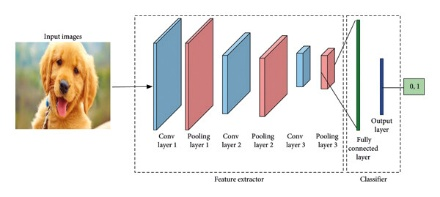 Input images
Conv
layer 1
Pooling
layer 1
Conv
layer 2
Pooling
layer 2
Conv
layer 3
Pooling
layer 3
Fully
connected
layer
Output
layer
0, 1
Feature extractor
Classifier